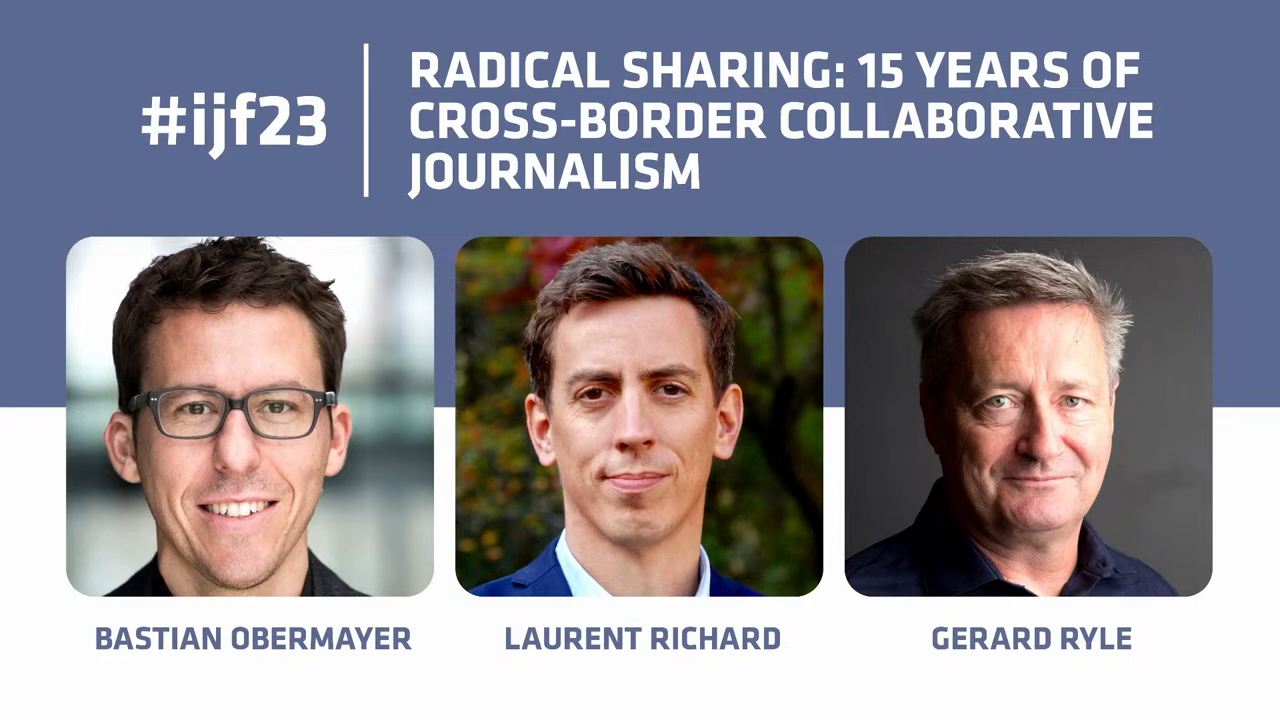 #ijf23
RADICAL SHARING: 15 YEARS OF
CROSS-BORDER COLLABORATIVE
JOURNALISM
BASTIAN OBERMAYER
LAURENT RICHARD
GERARD RYLE